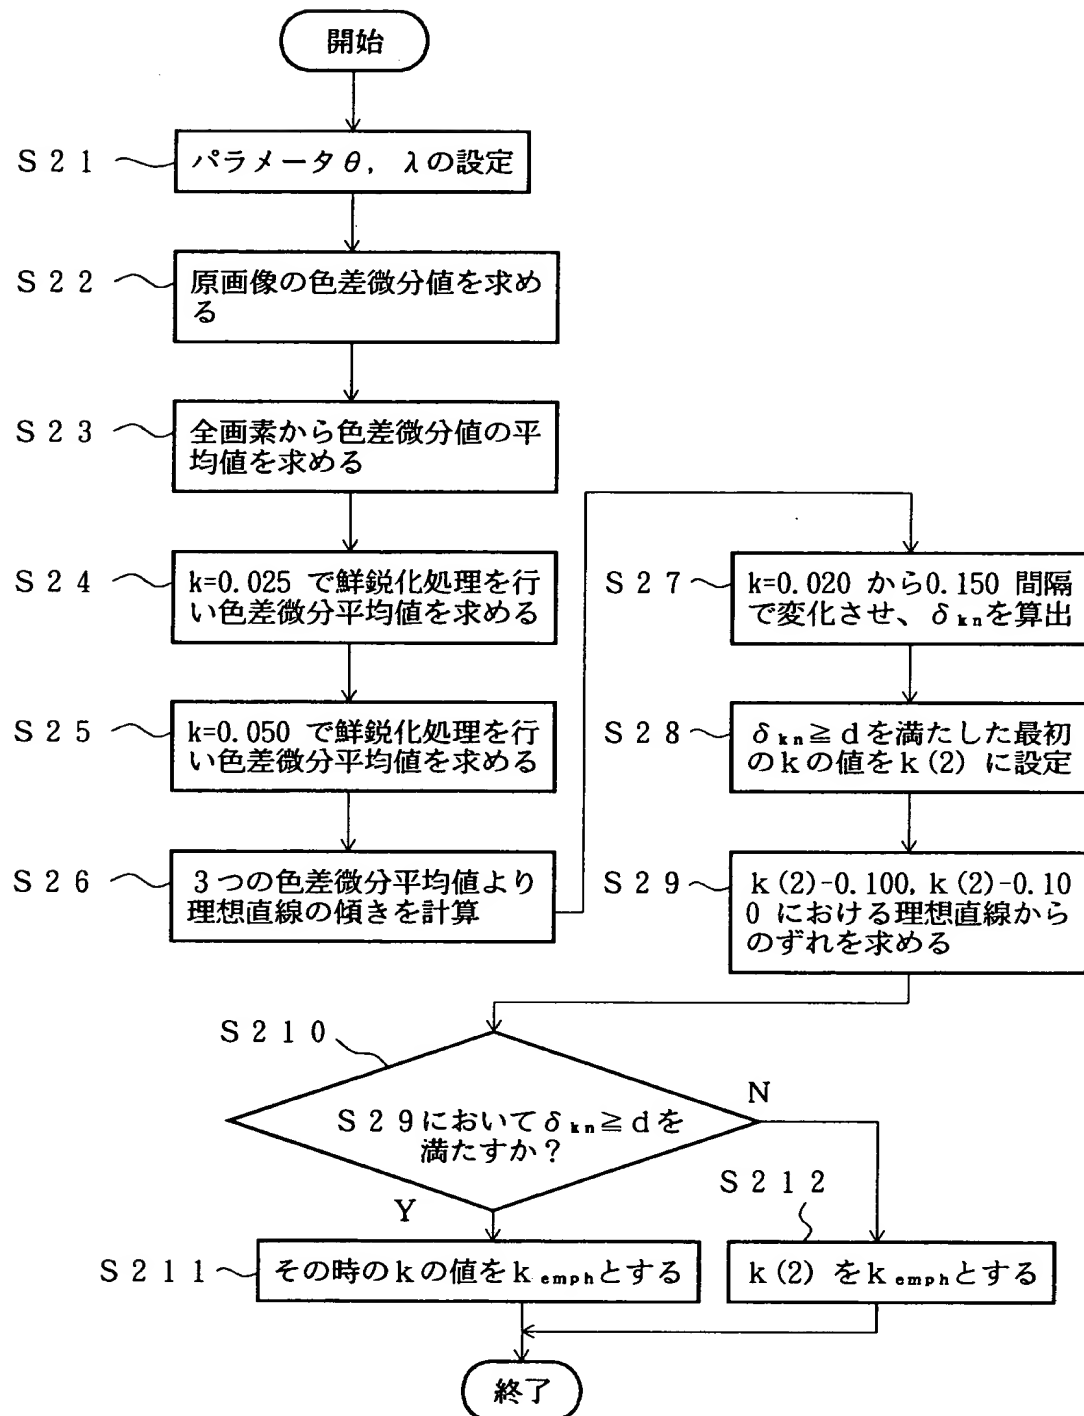 開始
S21
パラメータθ, λの設定
S22
原画像の色差微分値を求め
る
S23
全画素から色差微分値の平
均値を求める
S24
k=0.025 で鮮鋭化処理を行
い色差微分平均値を求める
S25
k=0.050 で鮮鋭化処理を行
い色差微分平均値を求める
S26
3つの色差微分平均値より
理想直線の傾きを計算
S27
k=0.020 から0.150 間隔
で変化させ、δknを算出
S28
δkn≧dを満たした最初
のkの値をk(2) に設定
S29
k(2)-0.100, k(2)-0.10
0 における理想直線から
のずれを求める
S210
S29においてδkn≧dを
満たすか？
N
Y
S211
その時のkの値をkemphとする
S212
k(2) をkemphとする
終了